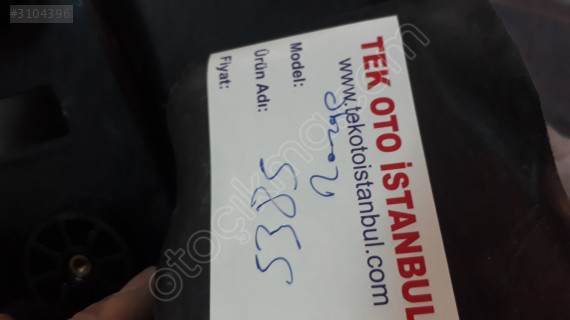 #3104396
TEK OTO İSTANBUL
www.tekotoistanbul.com
Model:
Ürün Adı: 5385
Fiyat:
otoçıkma.com